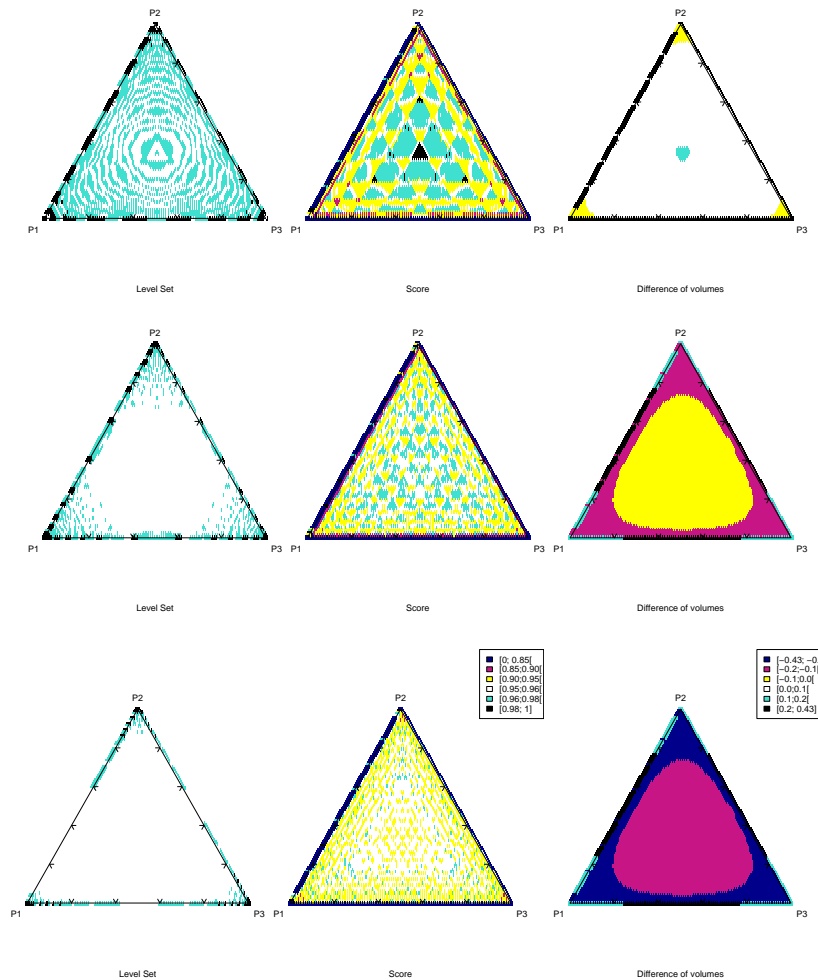 P2 P2 P2
P1 P3 P1 P3 P1 P3
Level Set Score Difference of volumes
P2 P2 P2
P1 P3 P1 P3 P1 P3
Level Set Score Difference of volumes
[0; 0.85[
[0.85;0.90[
[0.90;0.95[
[0.95;0.96[
[0.96;0.98[
[0.98; 1]
[−0.43; −0.
[−0.2;−0.1[
[−0.1;0.0[
[0.0;0.1[
[0.1;0.2[
[0.2; 0.43]
P2 P2 P2
P1 P3 P1 P3 P1 P3
Level Set Score Difference of volumes